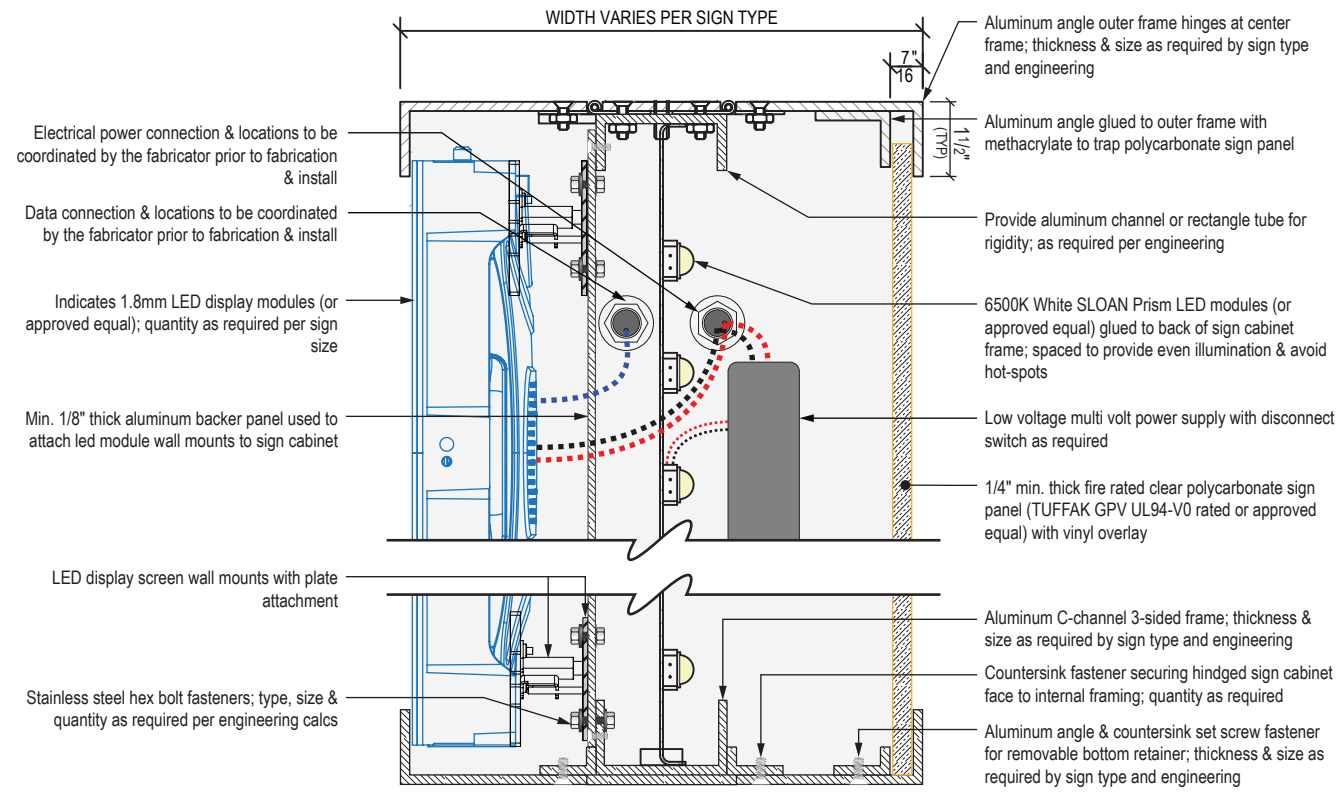 WIDTH VARIES PER SIGN TYPE
7"
16
1 1/2"
(TYP)
Electrical power connection & locations to be
coordinated by the fabricator prior to fabrication
& install
Data connection & locations to be coordinated
by the fabricator prior to fabrication & install
Indicates 1.8mm LED display modules (or
approved equal); quantity as required per sign
size
Min. 1/8" thick aluminum backer panel used to
attach led module wall mounts to sign cabinet
LED display screen wall mounts with plate
attachment
Stainless steel hex bolt fasteners; type, size &
quantity as required per engineering calcs
Aluminum angle outer frame hinges at center
frame; thickness & size as required by sign type
and engineering
Aluminum angle glued to outer frame with
methacrylate to trap polycarbonate sign panel
Provide aluminum channel or rectangle tube for
rigidity; as required per engineering
6500K White SLOAN Prism LED modules (or
approved equal) glued to back of sign cabinet
frame; spaced to provide even illumination & avoid
hot-spots
Low voltage multi volt power supply with disconnect
switch as required
1/4" min. thick fire rated clear polycarbonate sign
panel (TUFFAK GPV UL94-V0 rated or approved
equal) with vinyl overlay
Aluminum C-channel 3-sided frame; thickness &
size as required by sign type and engineering
Countersink fastener securing hindged sign cabinet
face to internal framing; quantity as required
Aluminum angle & countersink set screw fastener
for removable bottom retainer; thickness & size as
required by sign type and engineering